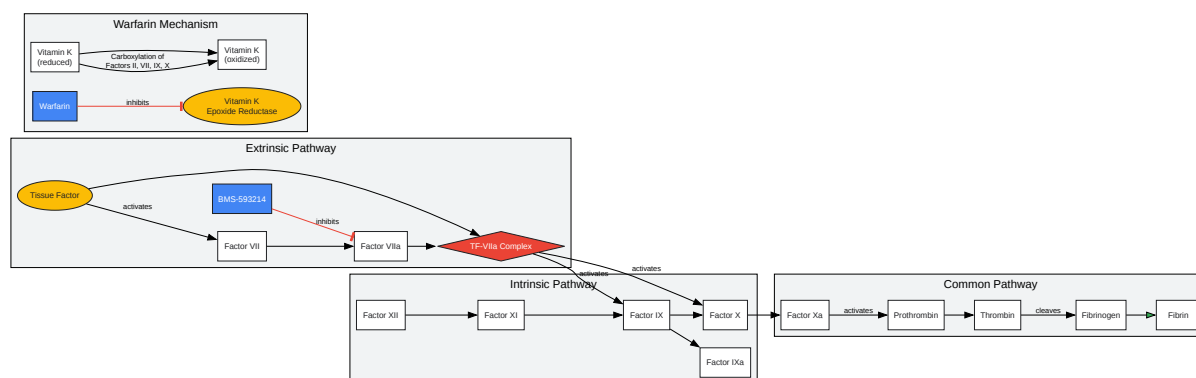 Warfarin Mechanism
Vitamin K
(reduced)
Carboxylation of
Factors II, VII, IX, X
Vitamin K
(oxidized)
Warfarin
inhibits
Vitamin K
Epoxide Reductase
Extrinsic Pathway
Tissue Factor
activates
BMS-593214
inhibits
Factor VII
Factor VIIa
TF-VIIa Complex
activates
activates
Intrinsic Pathway
Factor XII
Factor XI
Factor IX
Factor X
Factor IXa
Common Pathway
Factor Xa
activates
Prothrombin
Thrombin
cleaves
Fibrinogen
Fibrin